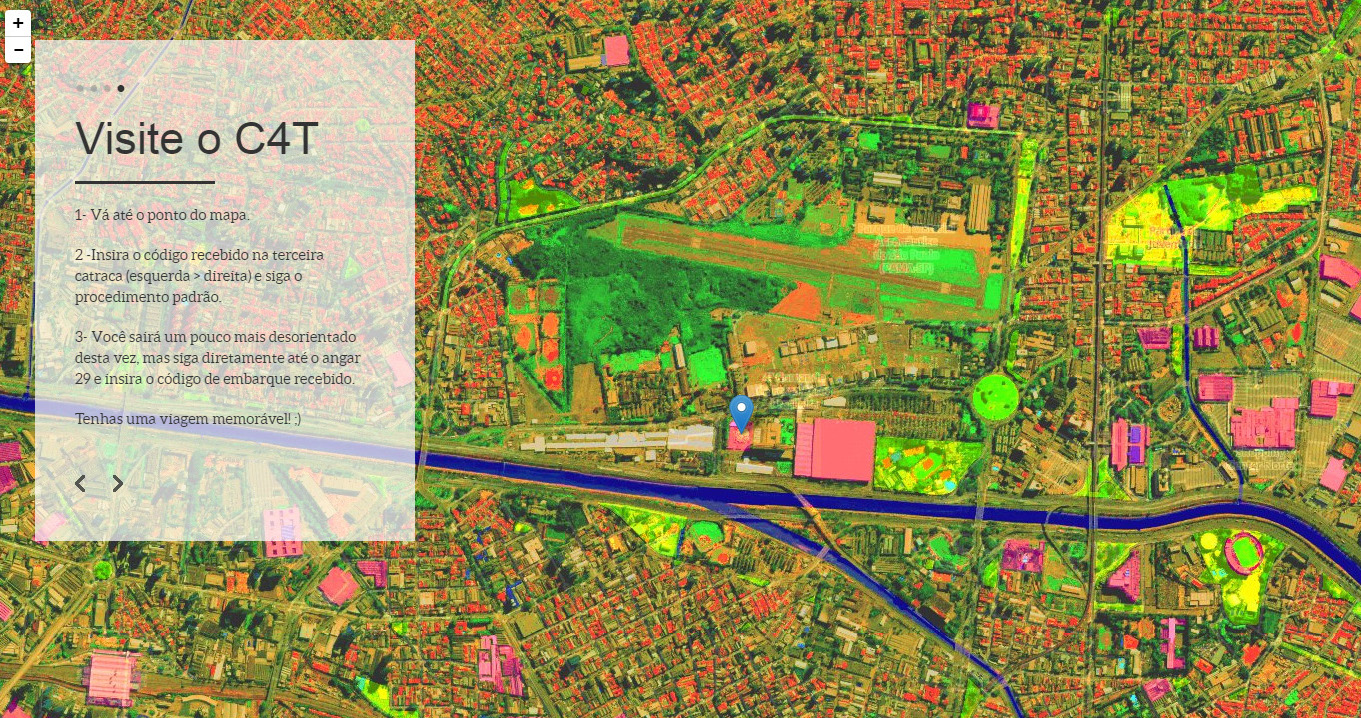 +
−
Visite o C4T
1- Vá até o ponto do mapa.
2 -Insira o código recebido na terceira
catraca (esquerda > direita) e siga o
procedimento padrão.
3- Você sairá um pouco mais desorientado
desta vez, mas siga diretamente até o angar
29 e insira o código de embarque recebido.
Tenhas uma viagem memorável! ;)